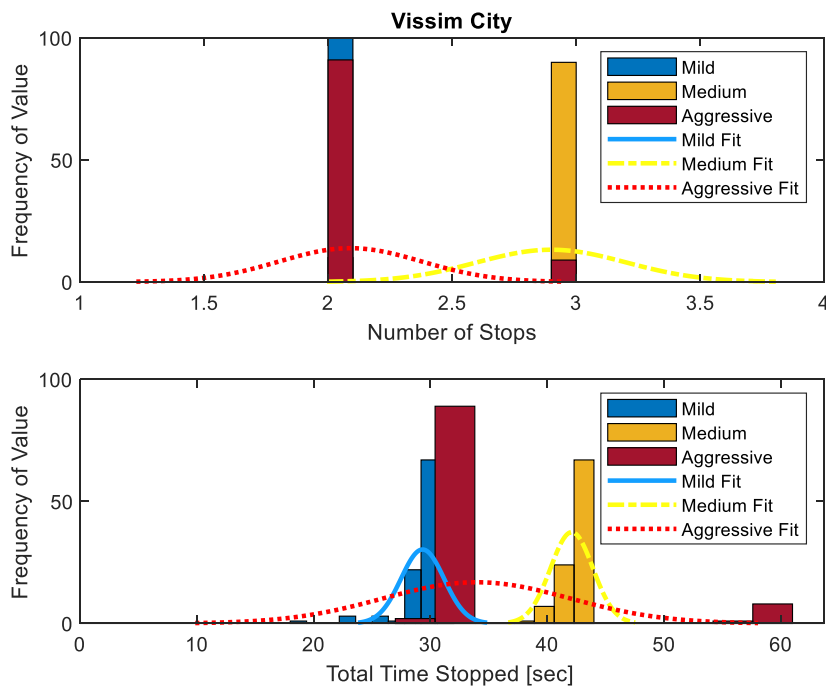 Vissim City
Frequency of Value
100
50
0
Mild
Medium
Aggressive
Mild Fit
Medium Fit
Aggressive Fit
1 1.5 2 2.5 3 3.5 4
Number of Stops
Frequency of Value
100
50
0
Mild
Medium
Aggressive
Mild Fit
Medium Fit
Aggressive Fit
0 10 20 30 40 50 60
Total Time Stopped [sec]